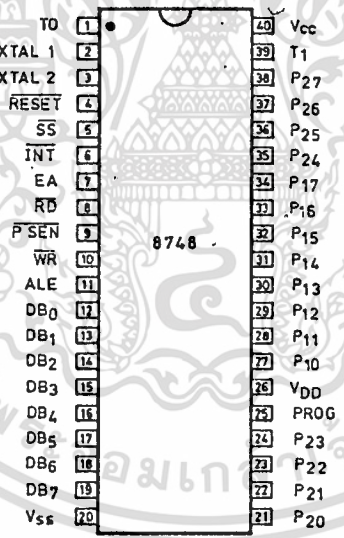 T0 1 40 Vcc
XTAL 1 2 39 T1
XTAL 2 3 38 P27
RESET 4 37 P26
SS 5 36 P25
INT 6 35 P24
EA 7 34 P17
RD 8 33 P16
PSEN 9 8748 32 P15
WR 10 31 P14
ALE 11 30 P13
DB0 12 29 P12
DB1 13 28 P11
DB2 14 27 P10
DB3 15 26 VDD
DB4 16 25 PROG
DB5 17 24 P23
DB6 18 23 P22
DB7 19 22 P21
Vss 20 21 P20